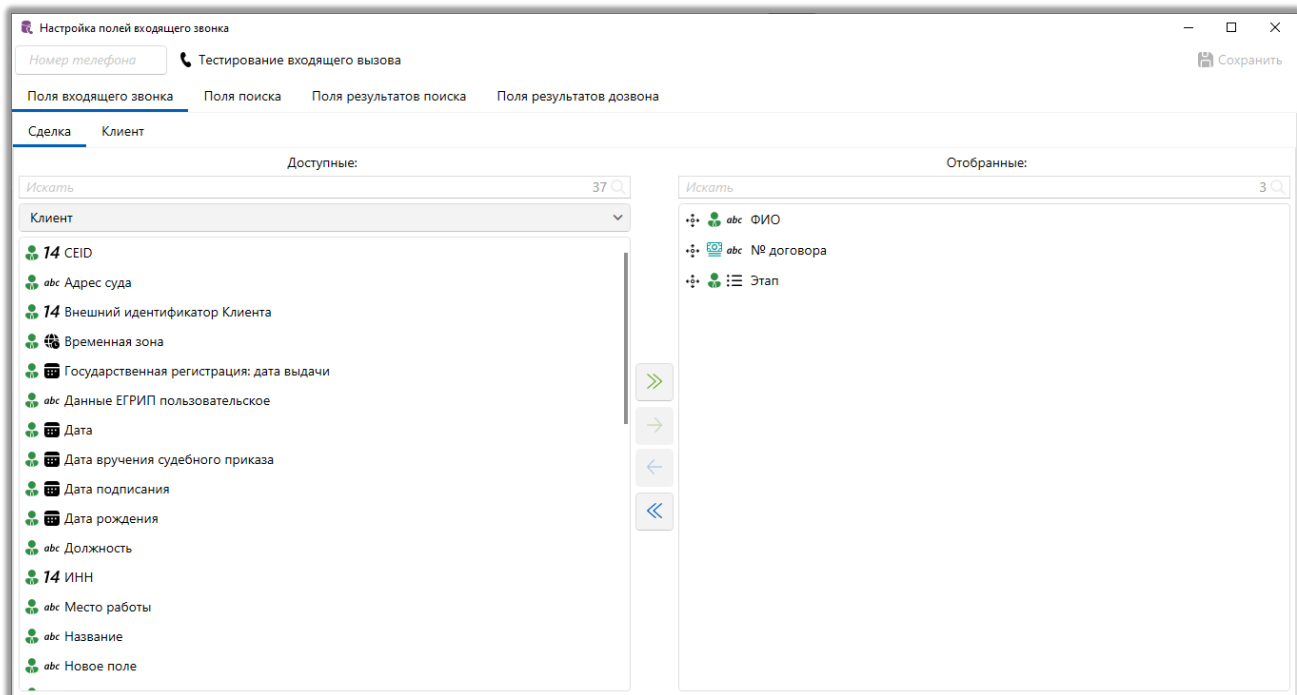 Настройка полей входящего звонка
Номер телефона Тестирование входящего вызова Сохранить
Поля входящего звонка Поля поиска Поля результатов поиска Поля результатов дозвона
Сделка Клиент
Доступные: Отобранные:
Искать 37 Искать 3
Клиент
14 CEID
abc Адрес суда
14 Внешний идентификатор Клиента
Временная зона
Государственная регистрация: дата выдачи
abc Данные ЕГРИП пользовательское
Дата
Дата вручения судебного приказа
Дата подписания
Дата рождения
abc Должность
14 ИНН
abc Место работы
abc Название
abc Новое поле
abc ФИО
abc № договора
Этап